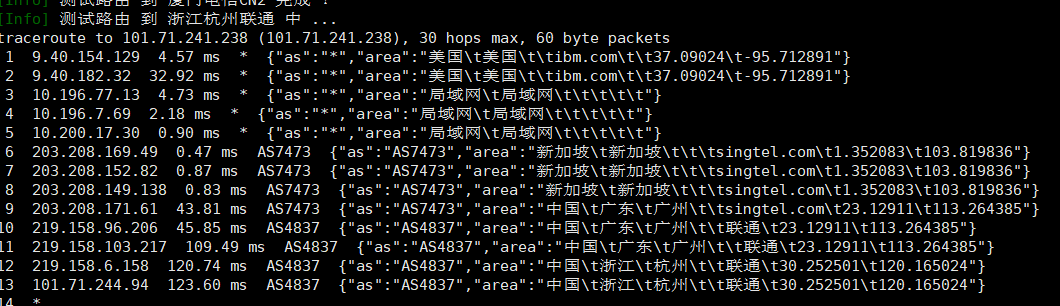 [Info] 测试路由 到 厦门电信CN2 完成 !
[Info] 测试路由 到 浙江杭州联通 中 ...
traceroute to 101.71.241.238 (101.71.241.238), 30 hops max, 60 byte packets
1 9.40.154.129 4.57 ms * {"as":"*","area":"美国\t美国\t\tibm.com\t\t37.09024\t-95.712891"}
2 9.40.182.32 32.92 ms * {"as":"*","area":"美国\t美国\t\tibm.com\t\t37.09024\t-95.712891"}
3 10.196.77.13 4.73 ms * {"as":"*","area":"局域网\t局域网\t\t\t\t\t"}
4 10.196.7.69 2.18 ms * {"as":"*","area":"局域网\t局域网\t\t\t\t\t"}
5 10.200.17.30 0.90 ms * {"as":"*","area":"局域网\t局域网\t\t\t\t\t"}
6 203.208.169.49 0.47 ms AS7473 {"as":"AS7473","area":"新加坡\t新加坡\t\t\tsingtel.com\t1.352083\t103.819836"}
7 203.208.152.82 0.87 ms AS7473 {"as":"AS7473","area":"新加坡\t新加坡\t\t\tsingtel.com\t1.352083\t103.819836"}
8 203.208.149.138 0.83 ms AS7473 {"as":"AS7473","area":"新加坡\t新加坡\t\t\tsingtel.com\t1.352083\t103.819836"}
9 203.208.171.61 43.81 ms AS7473 {"as":"AS7473","area":"中国\t广东\t广州\t\tsingtel.com\t23.12911\t113.264385"}
10 219.158.96.206 45.85 ms AS4837 {"as":"AS4837","area":"中国\t广东\t广州\t\t联通\t23.12911\t113.264385"}
11 219.158.103.217 109.49 ms AS4837 {"as":"AS4837","area":"中国\t广东\t广州\t\t联通\t23.12911\t113.264385"}
12 219.158.6.158 120.74 ms AS4837 {"as":"AS4837","area":"中国\t浙江\t杭州\t\t联通\t30.252501\t120.165024"}
13 101.71.244.94 123.60 ms AS4837 {"as":"AS4837","area":"中国\t浙江\t杭州\t\t联通\t30.252501\t120.165024"}
14 *